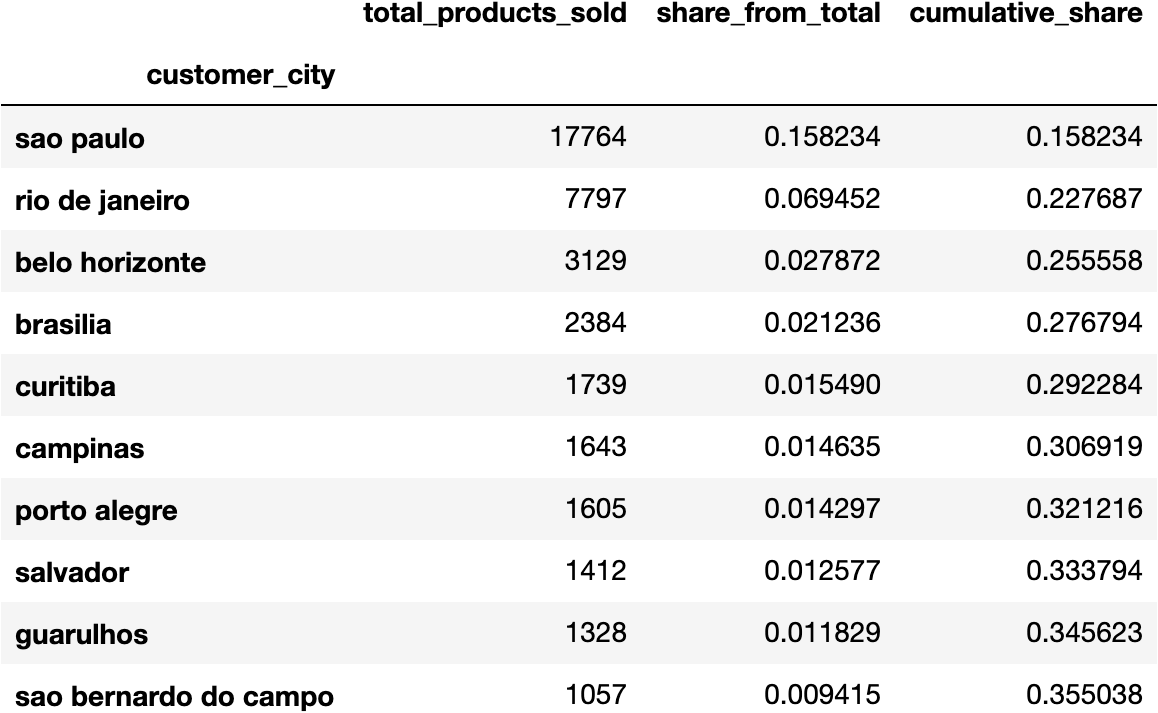 total_products_sold share_from_total cumulative_share
customer_city
sao paulo 17764 0.158234 0.158234
rio de janeiro 7797 0.069452 0.227687
belo horizonte 3129 0.027872 0.255558
brasilia 2384 0.021236 0.276794
curitiba 1739 0.015490 0.292284
campinas 1643 0.014635 0.306919
porto alegre 1605 0.014297 0.321216
salvador 1412 0.012577 0.333794
guarulhos 1328 0.011829 0.345623
sao bernardo do campo 1057 0.009415 0.355038